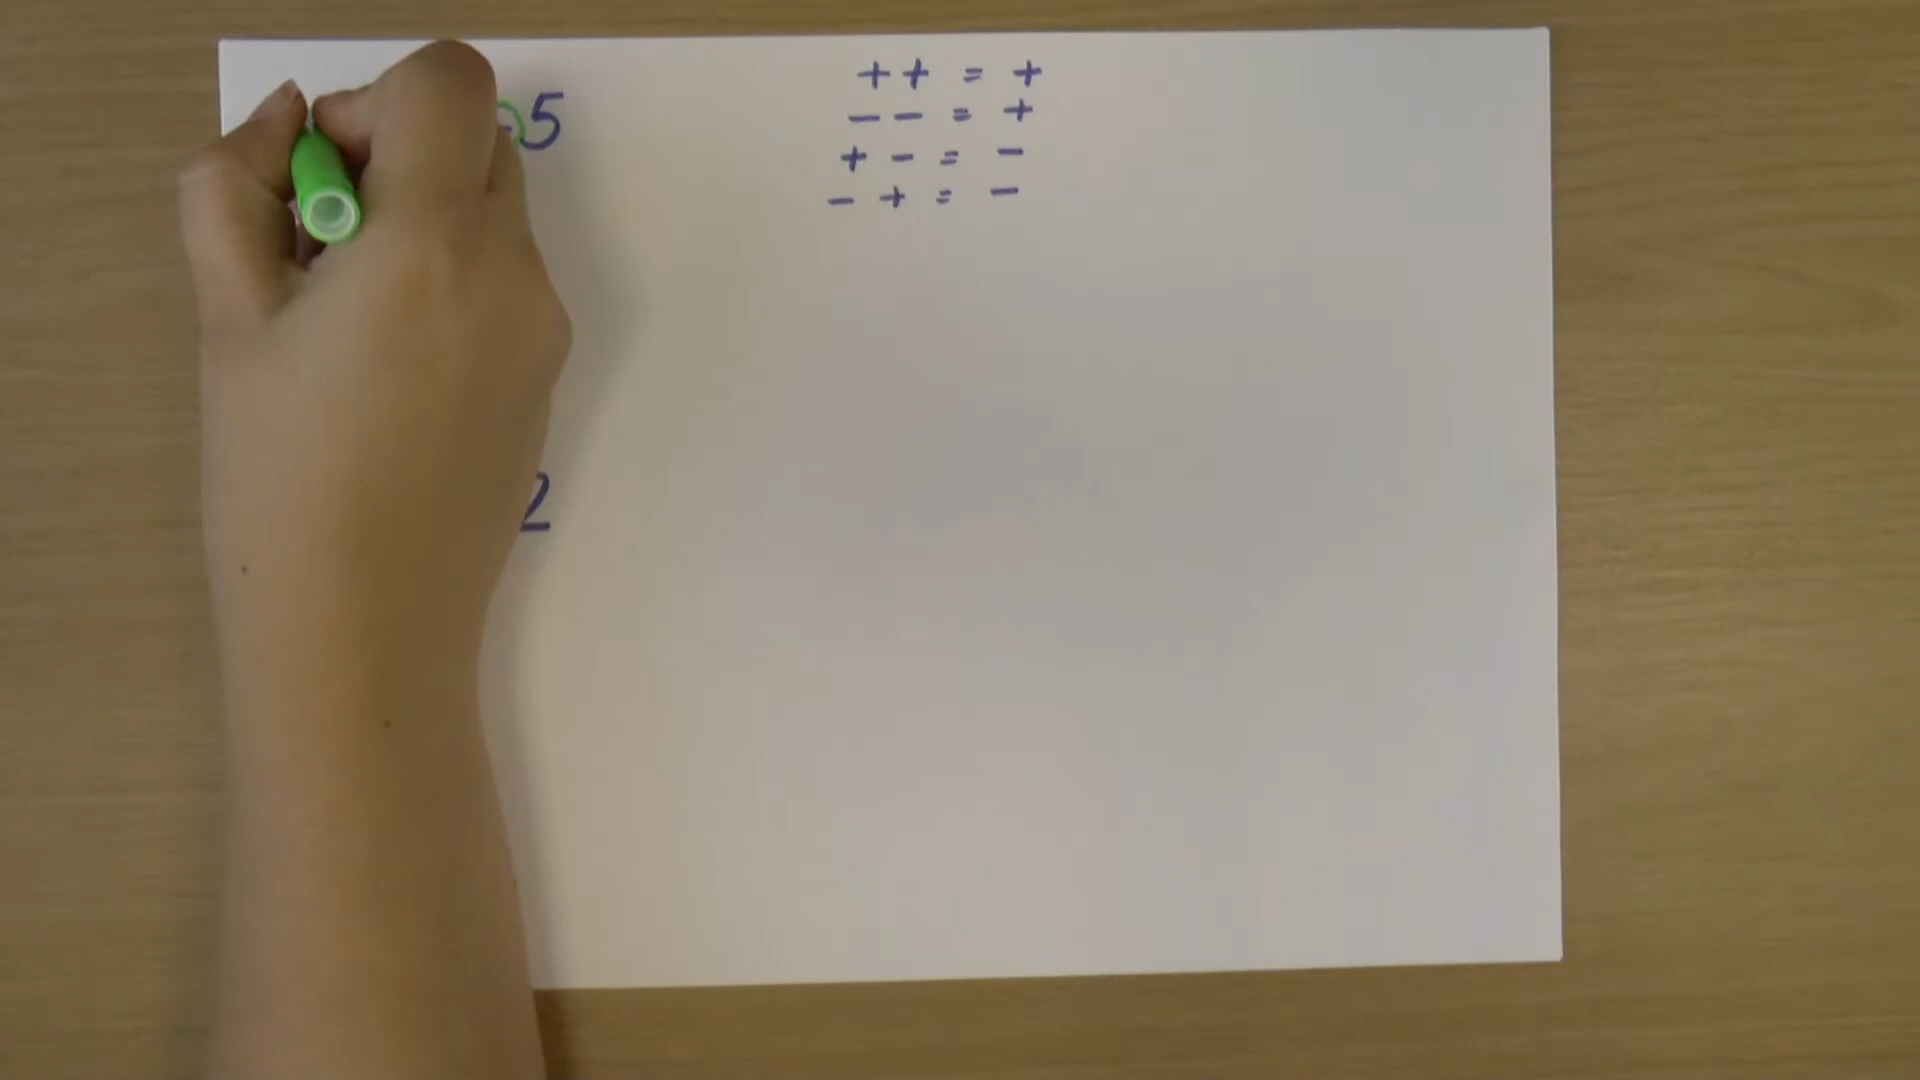 -5
+ + = +
- - = +
+ - = -
- + = -
2